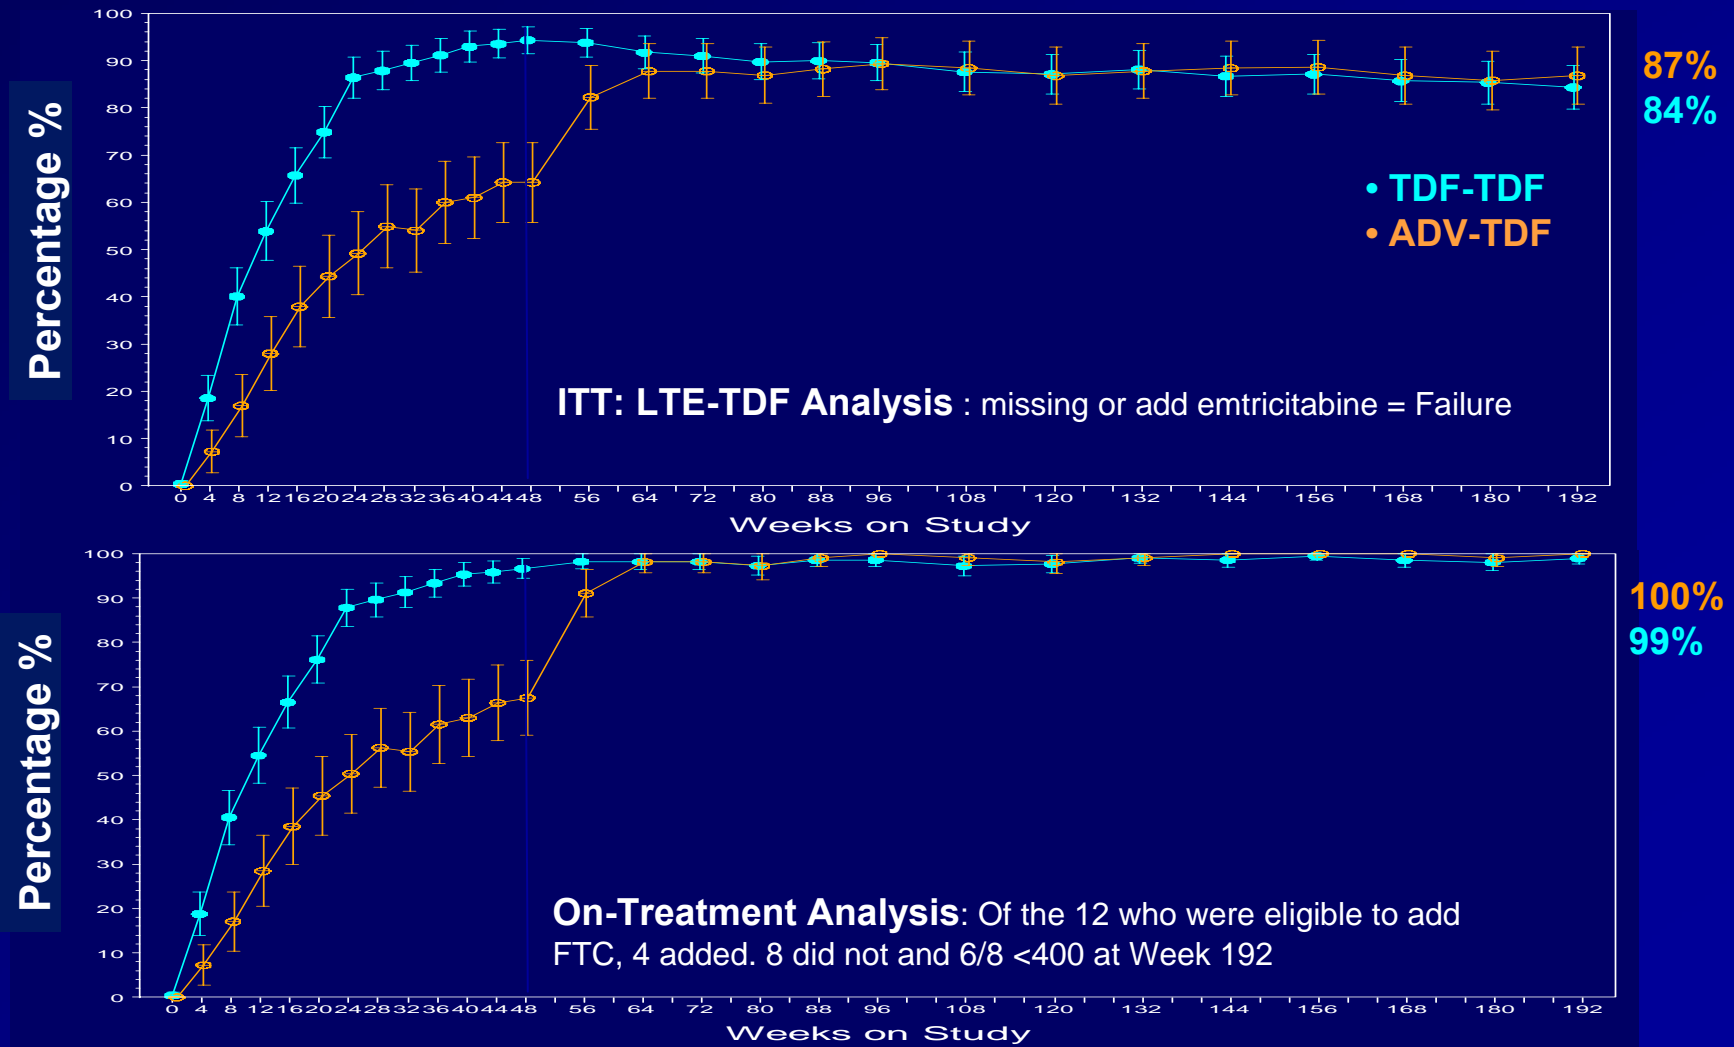 Percentage %
100
90
80
70
60
50
40
30
20
10
0
87%
84%
• TDF-TDF
• ADV-TDF
ITT: LTE-TDF Analysis : missing or add emtricitabine = Failure
0 4 8 12 16 20 24 28 32 36 40 44 48 56 64 72 80 88 96 108 120 132 144 156 168 180 192
Weeks on Study
Percentage %
100
90
80
70
60
50
40
30
20
10
0
100%
99%
On-Treatment Analysis: Of the 12 who were eligible to add
FTC, 4 added. 8 did not and 6/8 <400 at Week 192
0 4 8 12 16 20 24 28 32 36 40 44 48 56 64 72 80 88 96 108 120 132 144 156 168 180 192
Weeks on Study